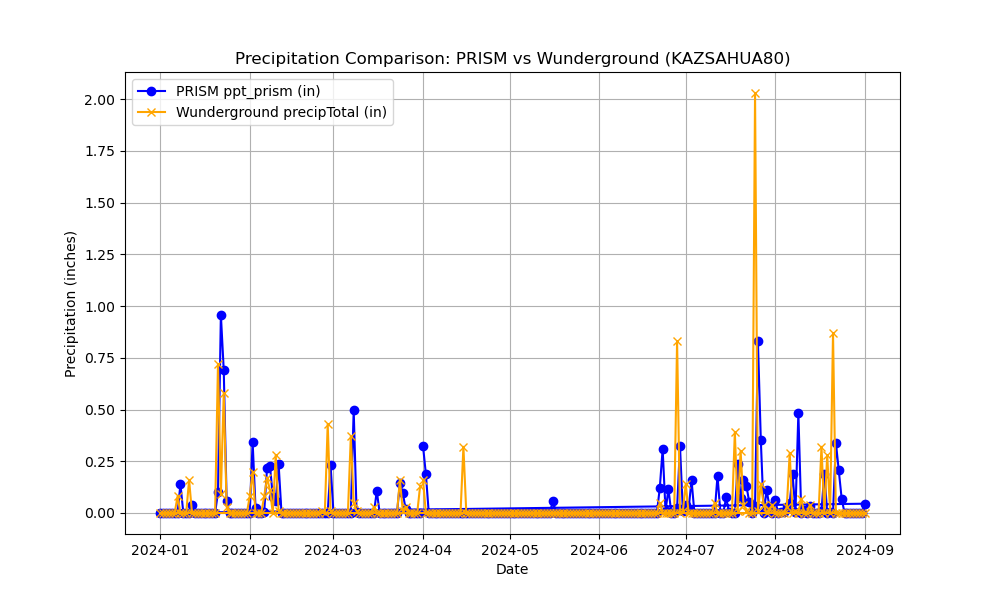 Precipitation Comparison: PRISM vs Wunderground (KAZSAHUA80)
PRISM ppt_prism (in)
Wunderground precipTotal (in)
Precipitation (inches)
2.00
1.75
1.50
1.25
1.00
0.75
0.50
0.25
0.00
2024-01 2024-02 2024-03 2024-04 2024-05 2024-06 2024-07 2024-08 2024-09
Date